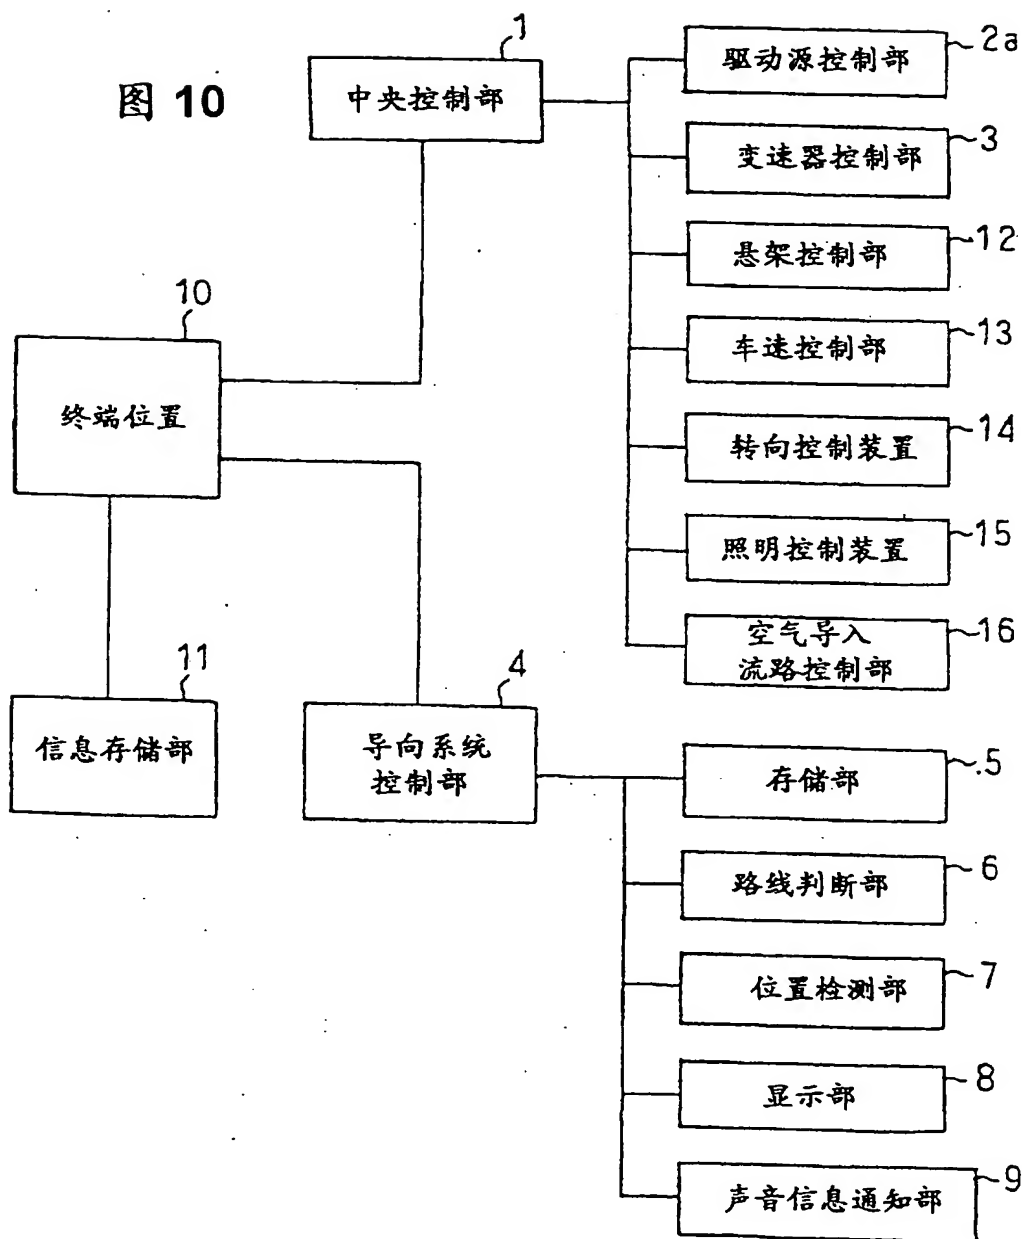 图 10
1
中央控制部
2a
驱动源控制部
3
变速器控制部
12
悬架控制部
13
车速控制部
14
转向控制装置
15
照明控制装置
16
空气导入
流路控制部
10
终端位置
11
信息存储部
4
导向系统
控制部
5
存储部
6
路线判断部
7
位置检测部
8
显示部
9
声音信息通知部